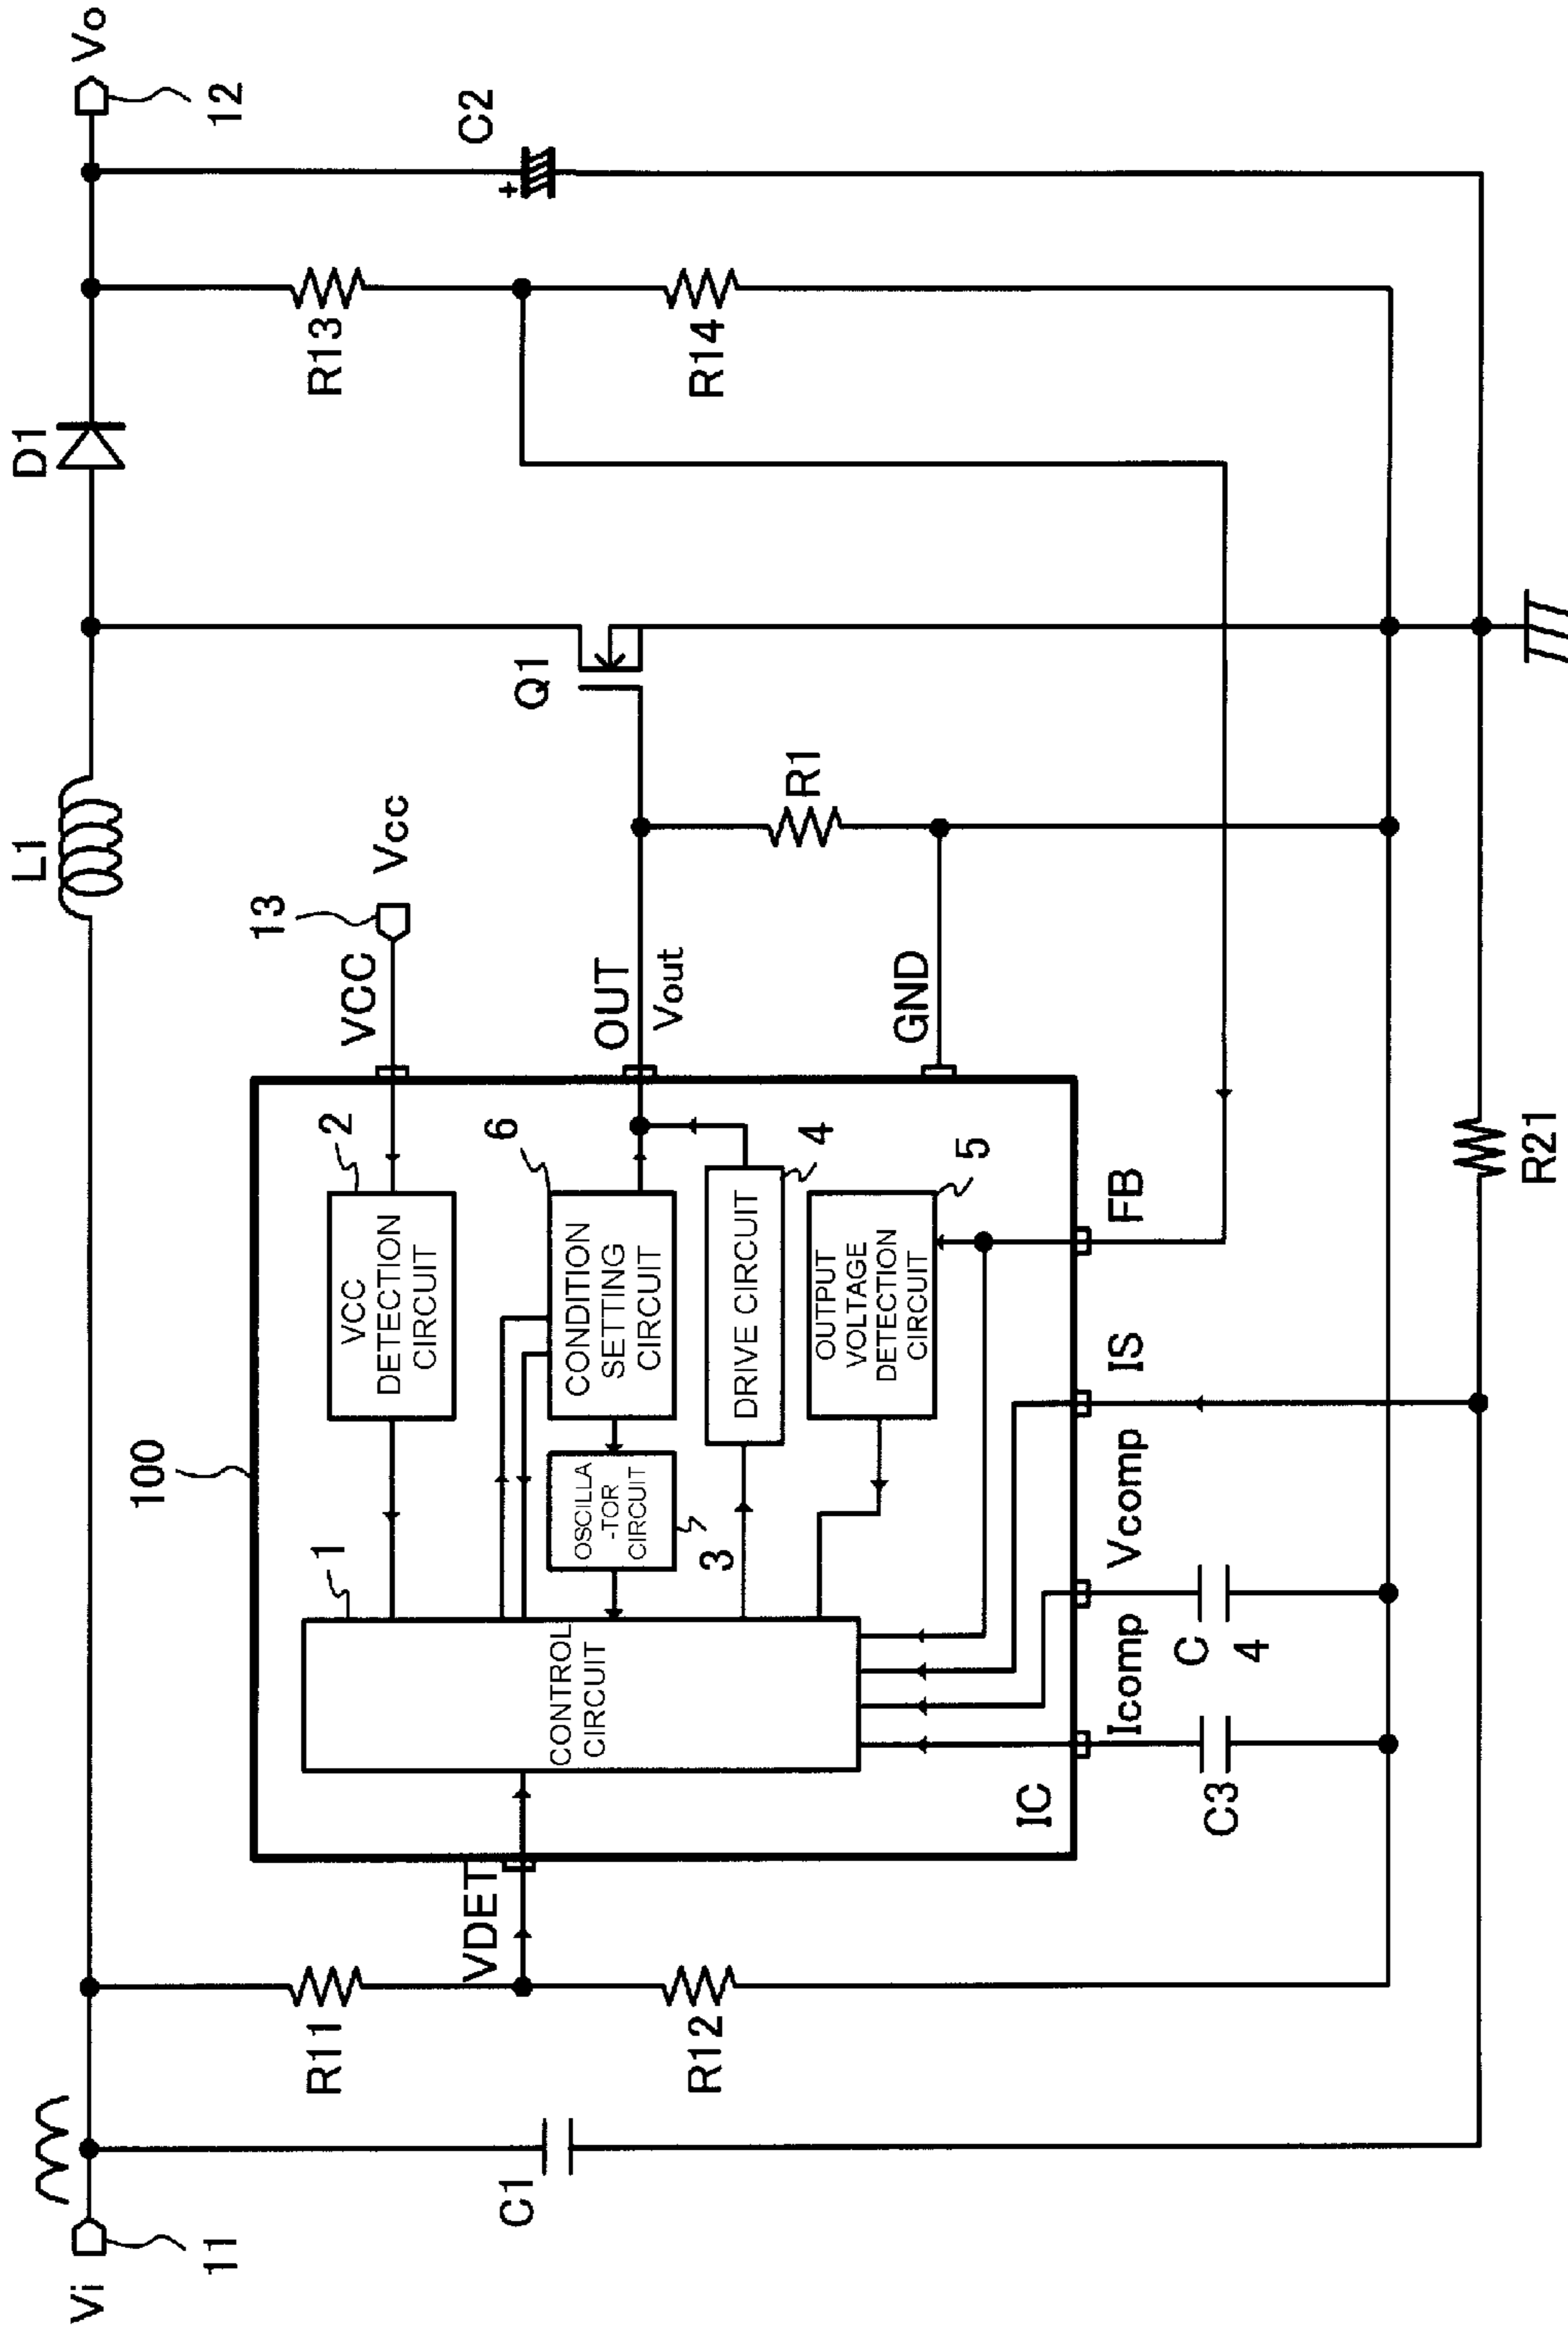 L1
D1
Vi
11
Vo
12
R11
R12
C1
VDET
100
1
CONTROL
CIRCUIT
2
VCC
DETECTION
CIRCUIT
VCC
13
Vcc
6
CONDITION
SETTING
CIRCUIT
OSCILLA
-TOR
CIRCUIT
3
DRIVE CIRCUIT
4
OUTPUT
VOLTAGE
DETECTION
CIRCUIT
5
OUT
Vout
GND
Q1
R1
R13
R14
C2
+
IC
Icomp
Vcomp
IS
FB
C3
C
4
R21